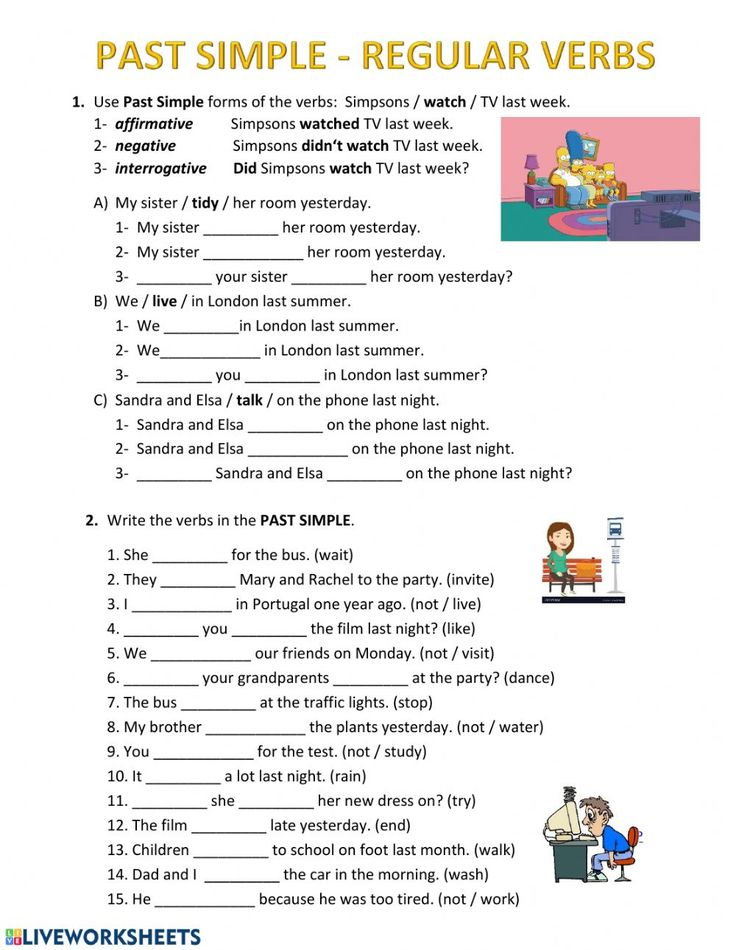 PAST SIMPLE - REGULAR VERBS
1. Use Past Simple forms of the verbs: Simpsons / watch / TV last week.
1- affirmative Simpsons watched TV last week.
2- negative Simpsons didn‘t watch TV last week.
3- interrogative Did Simpsons watch TV last week?
A) My sister / tidy / her room yesterday.
1- My sister _________ her room yesterday.
2- My sister ____________ her room yesterday.
3- _________ your sister _________ her room yesterday?
B) We / live / in London last summer.
1- We _________in London last summer.
2- We____________ in London last summer.
3- _________ you _________ in London last summer?
C) Sandra and Elsa / talk / on the phone last night.
1- Sandra and Elsa _________ on the phone last night.
2- Sandra and Elsa ____________ on the phone last night.
3- _________ Sandra and Elsa _________ on the phone last night?
2. Write the verbs in the PAST SIMPLE.
1. She _________ for the bus. (wait)
2. They _________ Mary and Rachel to the party. (invite)
3. I ____________ in Portugal one year ago. (not / live)
4. _________ you _________ the film last night? (like)
5. We ____________ our friends on Monday. (not / visit)
6. _________ your grandparents _________ at the party? (dance)
7. The bus _________ at the traffic lights. (stop)
8. My brother ____________ the plants yesterday. (not / water)
9. You ____________ for the test. (not / study)
10. It _________ a lot last night. (rain)
11. _________ she _________ her new dress on? (try)
12. The film _________ late yesterday. (end)
13. Children _________ to school on foot last month. (walk)
14. Dad and I _________ the car in the morning. (wash)
15. He ____________ because he was too tired. (not / work)
LIVE LIVEWORKSHEETS